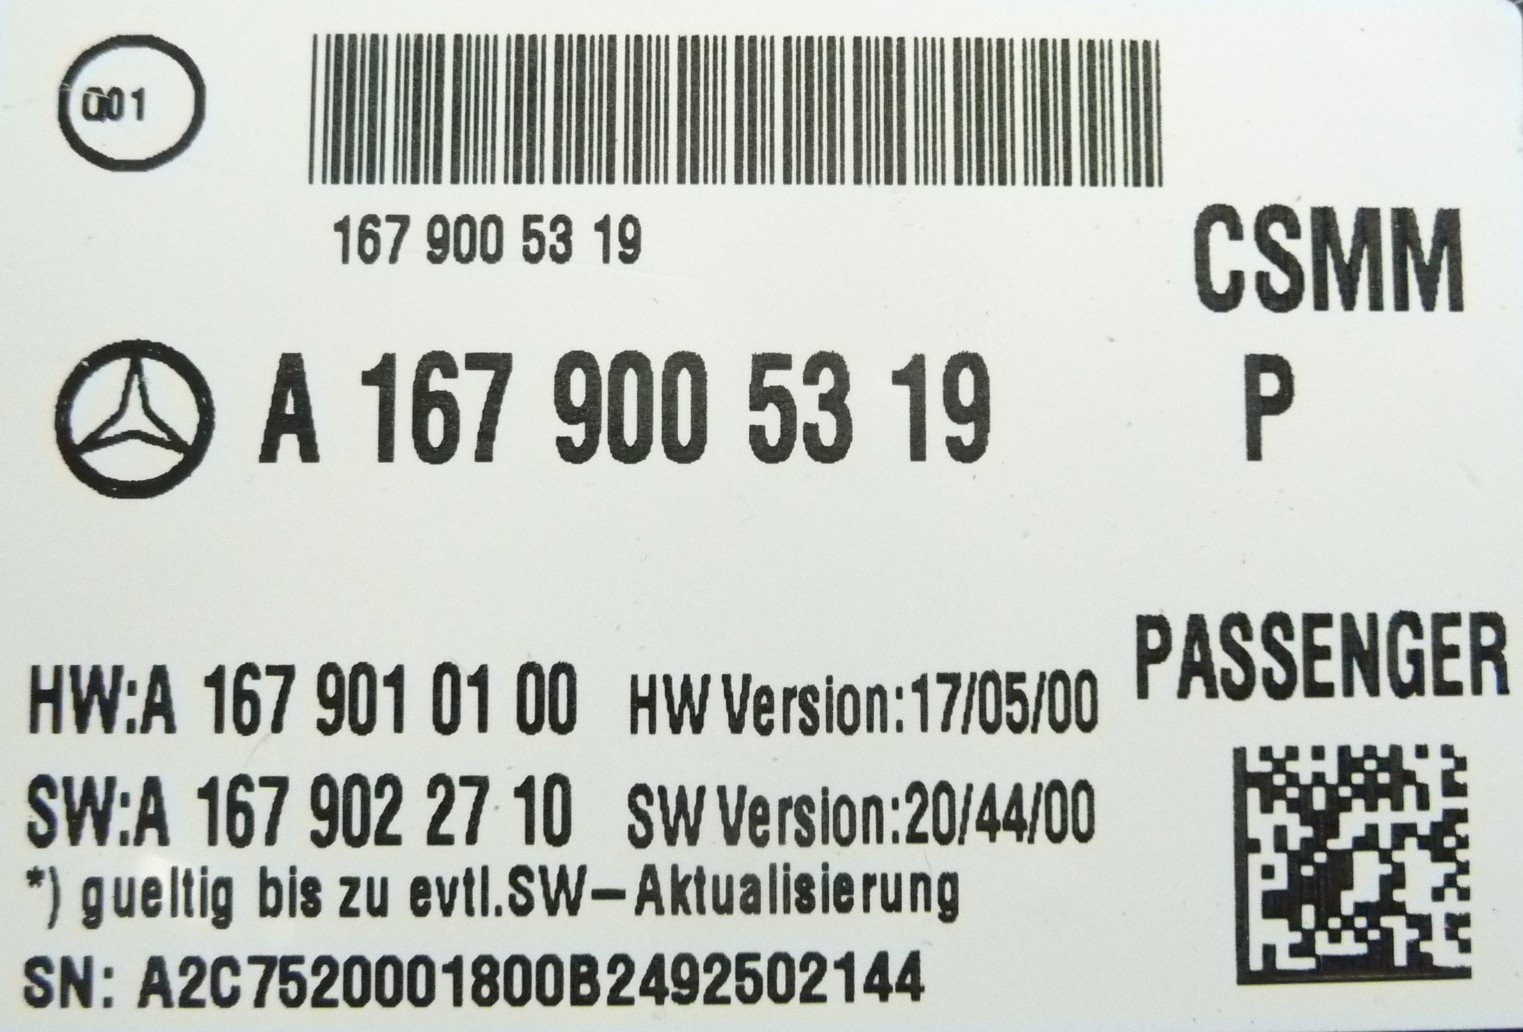 Q01
167 900 53 19
CSMM
A 167 900 53 19
P
PASSENGER
HW:A 167 901 01 00 HW Version:17/05/00
SW:A 167 902 27 10 SW Version:20/44/00
*) gueltig bis zu evtl.SW-Aktualisierung
SN: A2C7520001800B2492502144